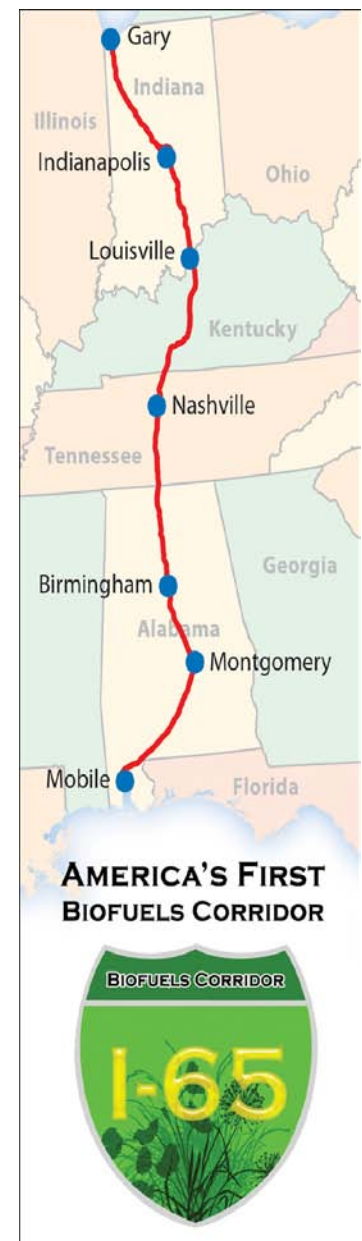 Gary
Indiana
Illinois
Indianapolis
Ohio
Louisville
Kentucky
Nashville
Tennessee
Georgia
Birmingham
Alabama
Montgomery
Mobile
Florida
AMERICA'S FIRST
BIOFUELS CORRIDOR
BIOFUELS CORRIDOR
I-65